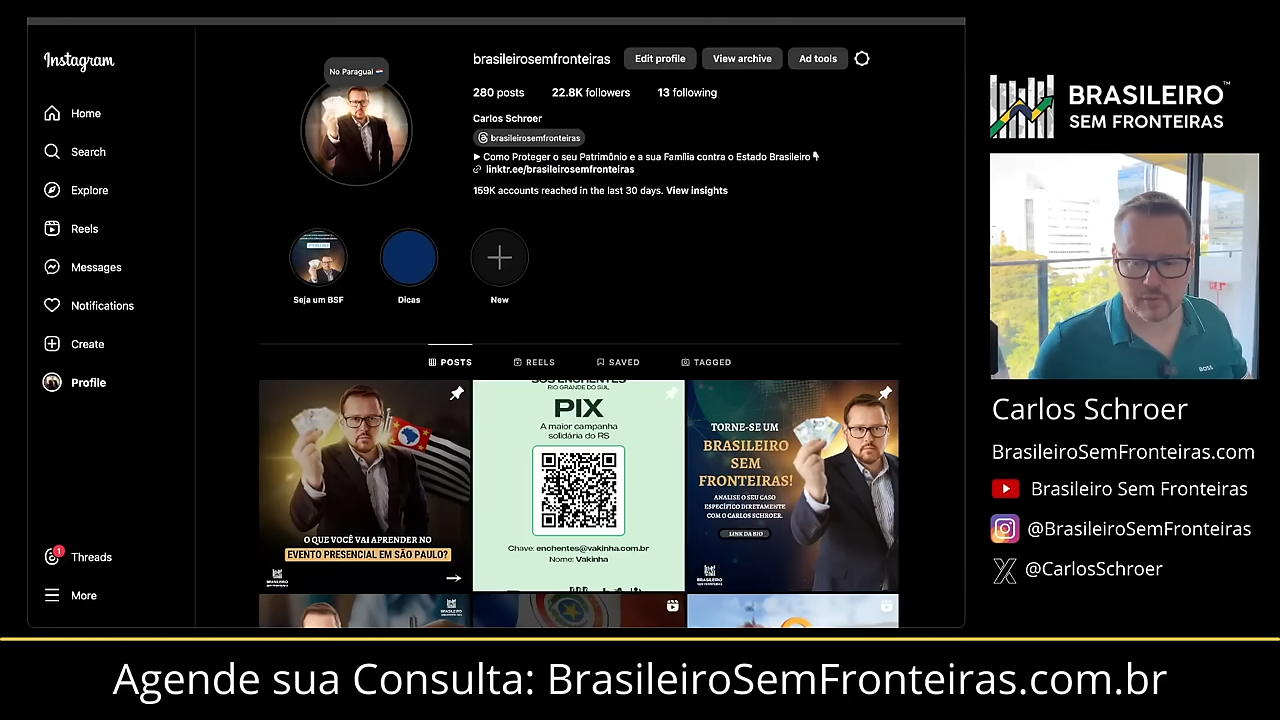 Instagram
Home
Search
Explore
Reels
Messages
Notifications
Create
Profile
1
Threads
More
No Paraguai
brasileirosemfronteiras
Edit profile
View archive
Ad tools
280 posts
22.8K followers
13 following
Carlos Schroer
brasileirosemfronteiras
Como Proteger o seu Patrimônio e a sua Família contra o Estado Brasileiro
linktr.ee/brasileirosemfronteiras
159K accounts reached in the last 30 days. View insights
Seja um BSF
Dicas
New
POSTS
REELS
SAVED
TAGGED
O QUE VOCÊ VAI APRENDER NO
EVENTO PRESENCIAL EM SÃO PAULO?
SOS ENCHENTES
RIO GRANDE DO SUL
PIX
A maior campanha
solidária do RS
Chave: enchentes@vakinha.com.br
Nome: Vakinha
TORNE-SE UM
BRASILEIRO
SEM
FRONTEIRAS!
ANALISE O SEU CASO
ESPECÍFICO DIRETAMENTE
COM O CARLOS SCHROER.
LINK DA BIO
BRASILEIRO™
SEM FRONTEIRAS
BOSS
Carlos Schroer
BrasileiroSemFronteiras.com
Brasileiro Sem Fronteiras
@BrasileiroSemFronteiras
@CarlosSchroer
Agende sua Consulta: BrasileiroSemFronteiras.com.br